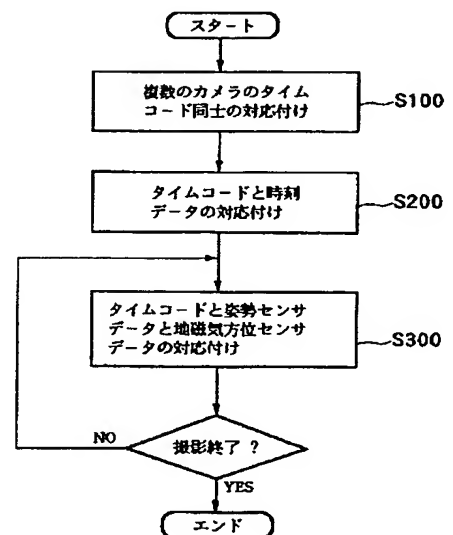 スタート
複数のカメラのタイム
コード同士の対応付け
S100
タイムコードと時刻
データの対応付け
S200
タイムコードと姿勢センサ
データと地磁気方位センサ
データの対応付け
S300
撮影終了 ?
NO
YES
エンド